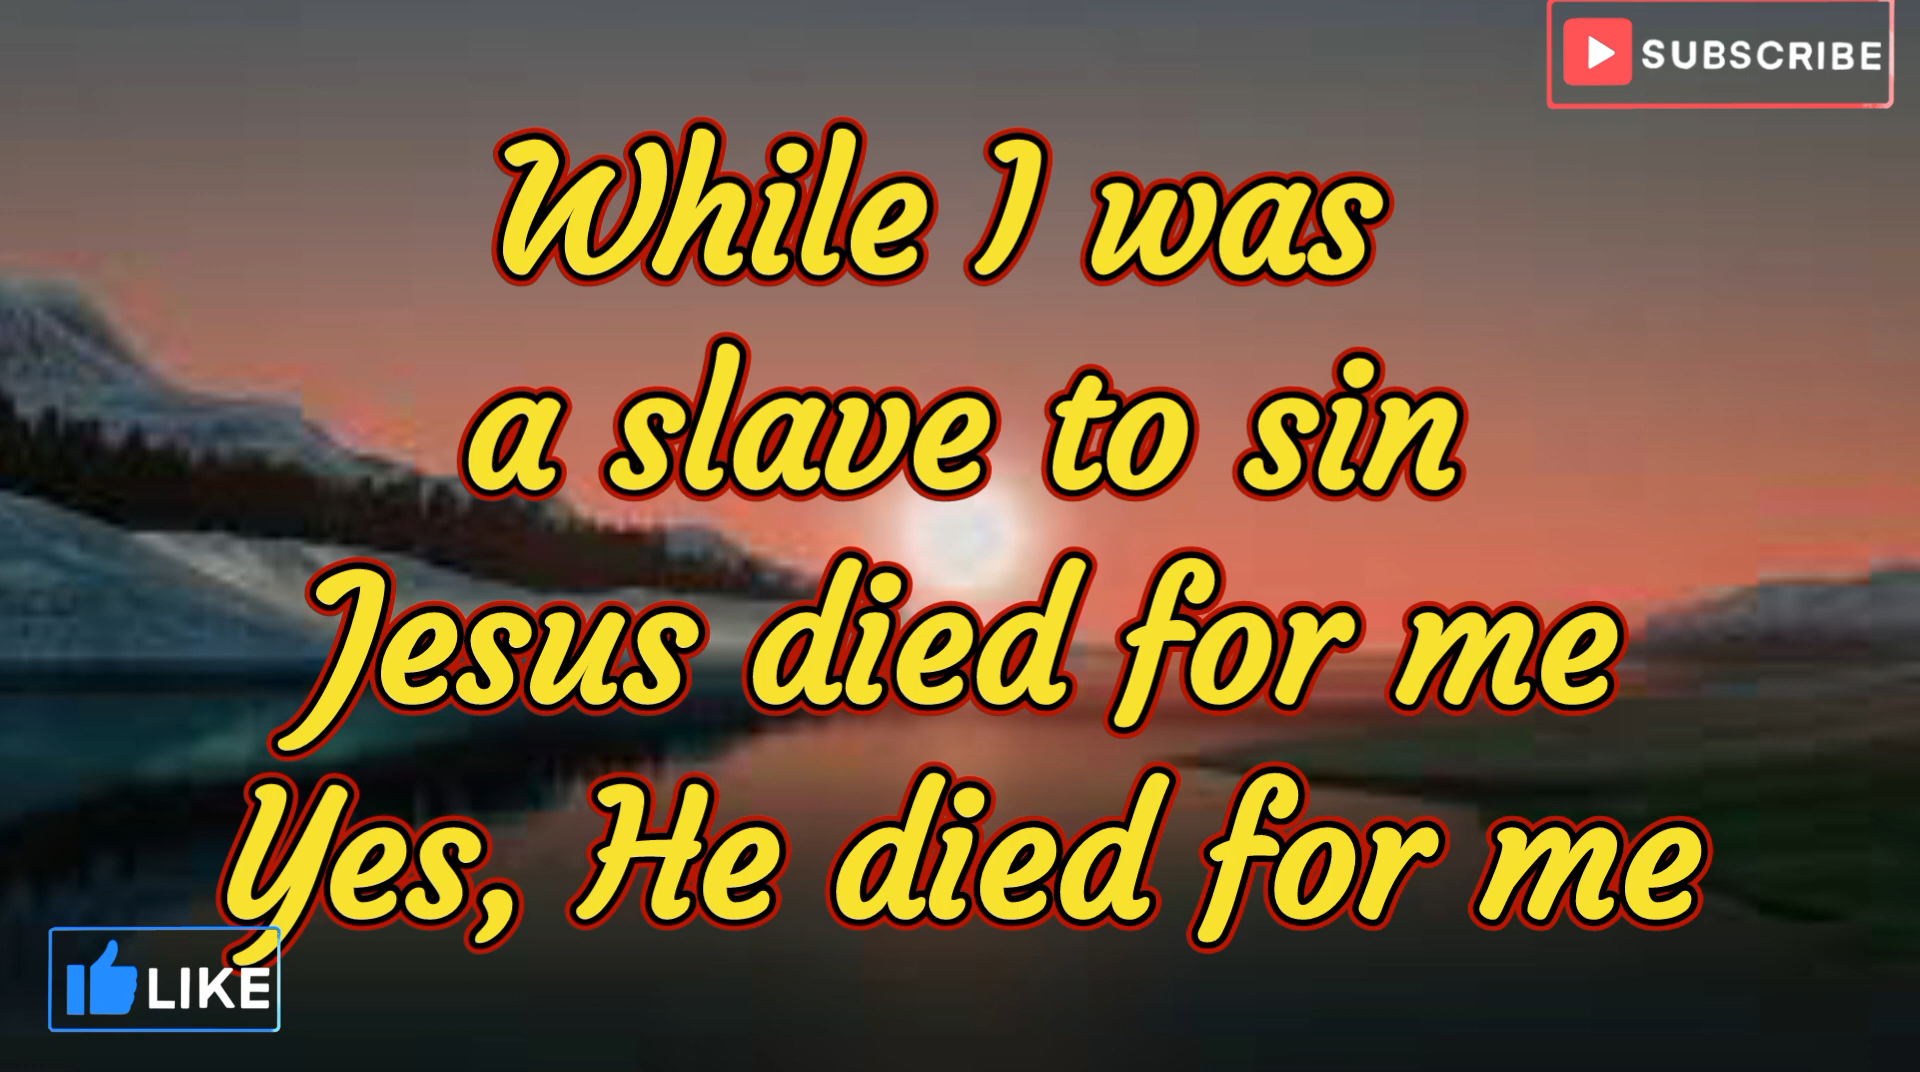 SUBSCRIBE
While I was
a slave to sin
Jesus died for me
Yes, He died for me
LIKE